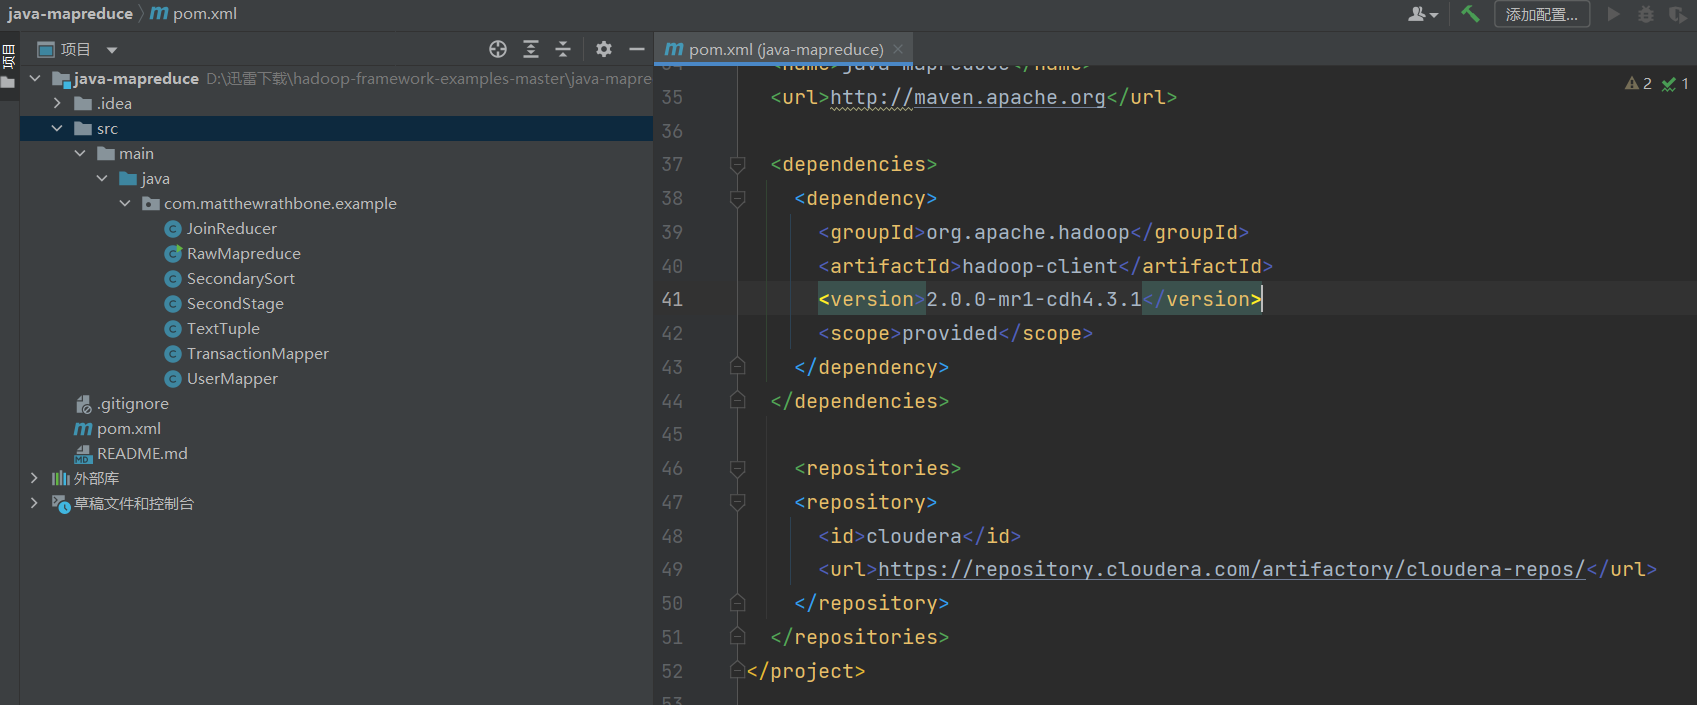 java-mapreduce pom.xml
添加配置...
项目
项目
pom.xml (java-mapreduce)
java-mapreduce D:\迅雷下载\hadoop-framework-examples-master\java-mapre
.idea
src
main
java
com.matthewrathbone.example
JoinReducer
RawMapreduce
SecondarySort
SecondStage
TextTuple
TransactionMapper
UserMapper
.gitignore
pom.xml
README.md
外部库
草稿文件和控制台
2 1
34 <name>java-mapreduce</name>
35 <url>http://maven.apache.org</url>
36
37 <dependencies>
38 <dependency>
39 <groupId>org.apache.hadoop</groupId>
40 <artifactId>hadoop-client</artifactId>
41 <version>2.0.0-mr1-cdh4.3.1</version>
42 <scope>provided</scope>
43 </dependency>
44 </dependencies>
45
46 <repositories>
47 <repository>
48 <id>cloudera</id>
49 <url>https://repository.cloudera.com/artifactory/cloudera-repos/</url>
50 </repository>
51 </repositories>
52 </project>
53